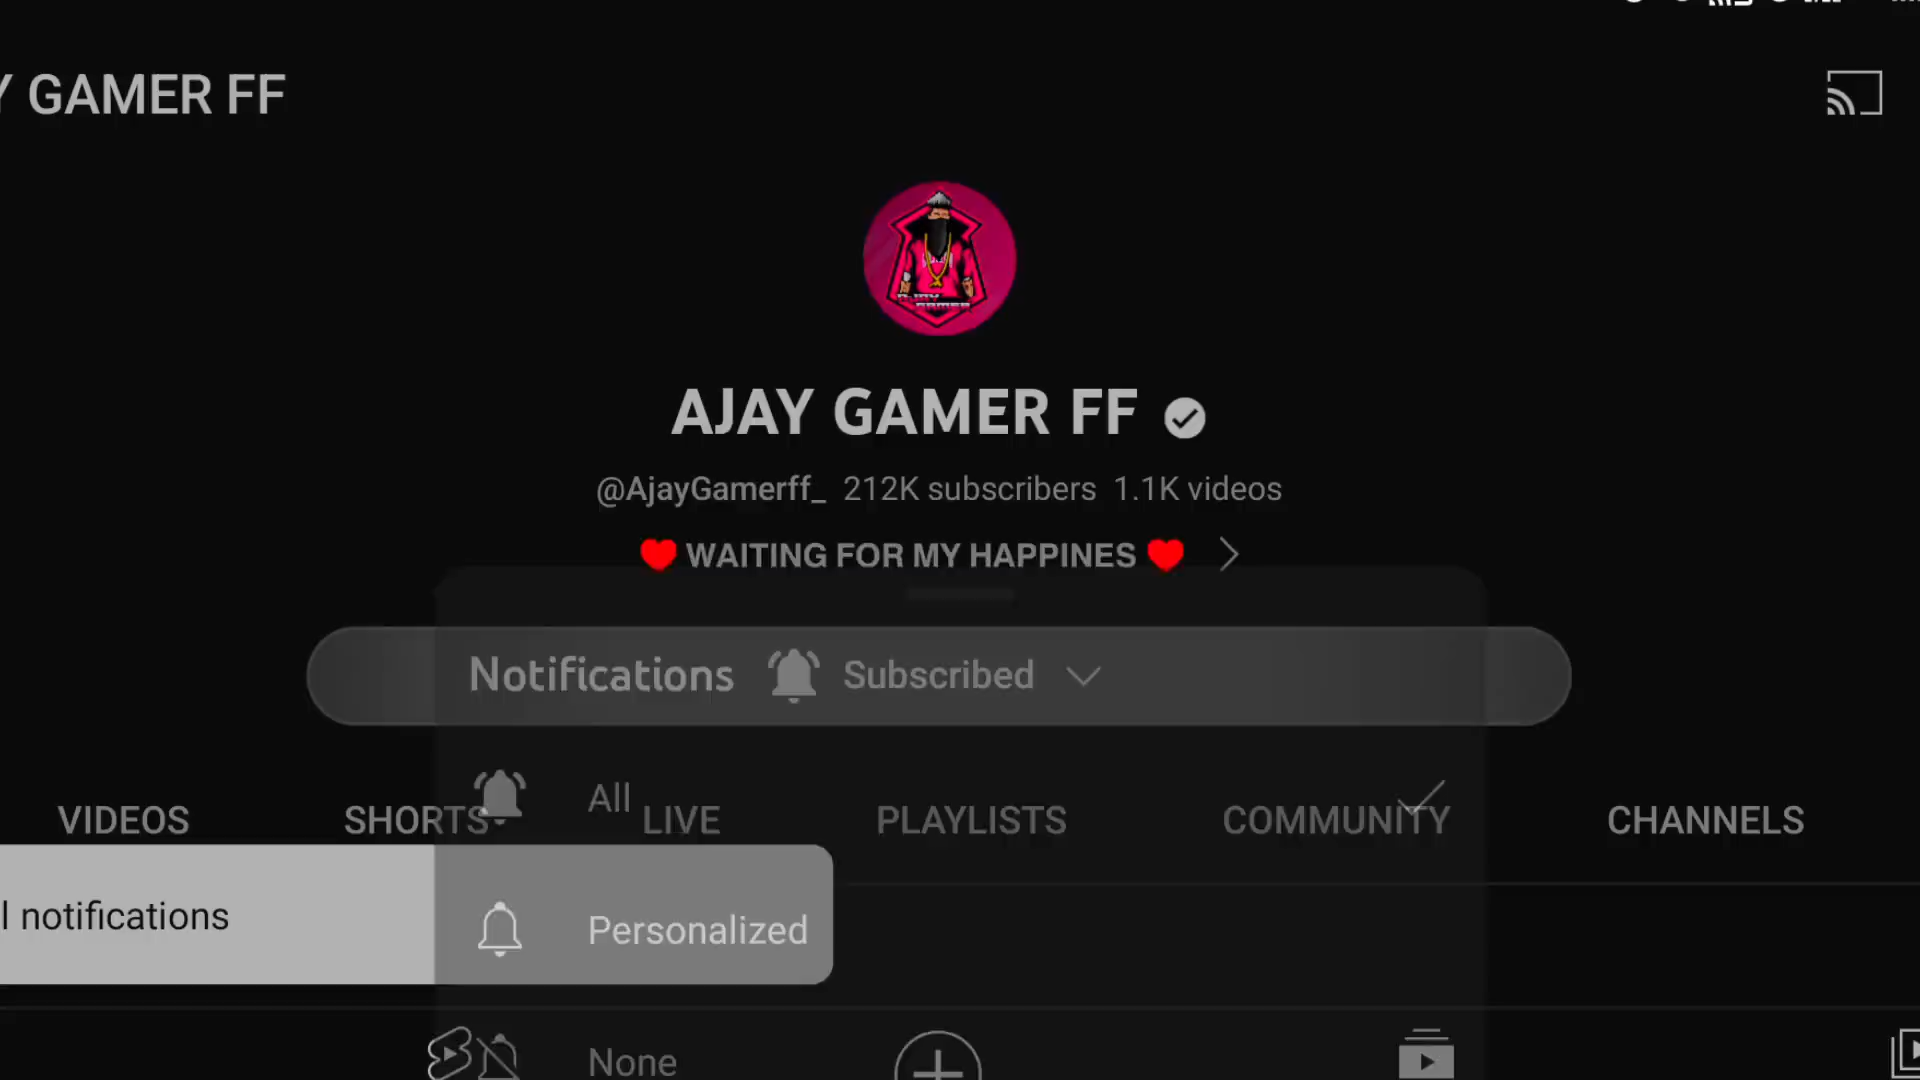 GAMER FF
AJAY GAMER FF
@AjayGamerff_ 212K subscribers 1.1K videos
❤️ WAITING FOR MY HAPPINES ❤️
Notifications Subscribed
All
VIDEOS SHORTS LIVE PLAYLISTS COMMUNITY CHANNELS
notifications
Personalized
None